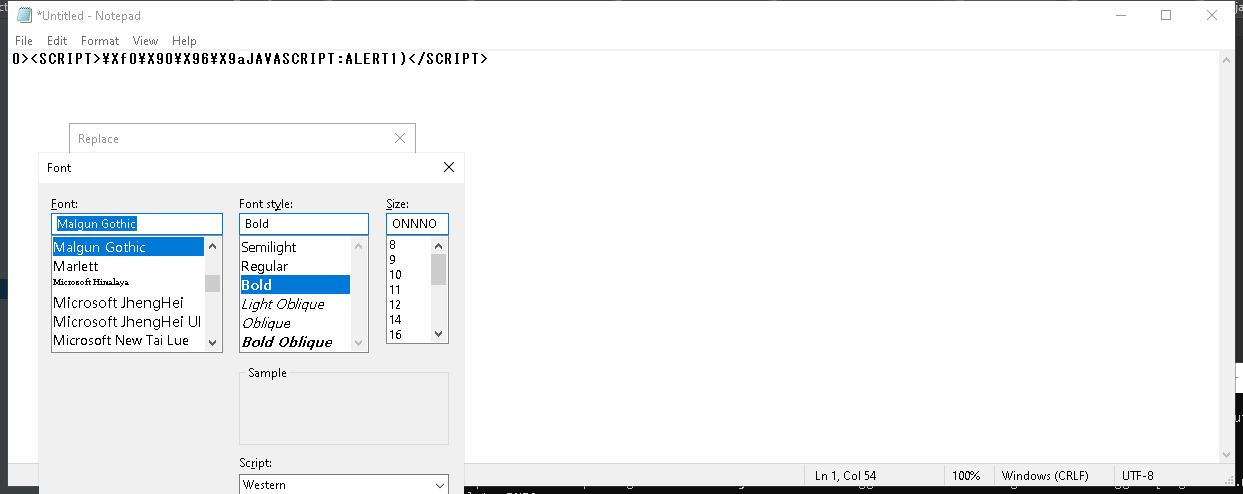 *Untitled - Notepad
File Edit Format View Help
0><SCRIPT>¥Xf0¥X90¥X96¥X9aJAVASCRIPT:ALERT1)</SCRIPT>
Replace
Font
Font: Font style: Size:
Malgun Gothic Bold ONNNO
Malgun Gothic Semilight 8
Marlett Regular 9
Microsoft Himalaya Bold 10
Microsoft JhengHei Light Oblique 11
Microsoft JhengHei UI Oblique 12
Microsoft New Tai Lue Bold Oblique 14
16
Sample
Script:
Western
Ln 1, Col 54 100% Windows (CRLF) UTF-8